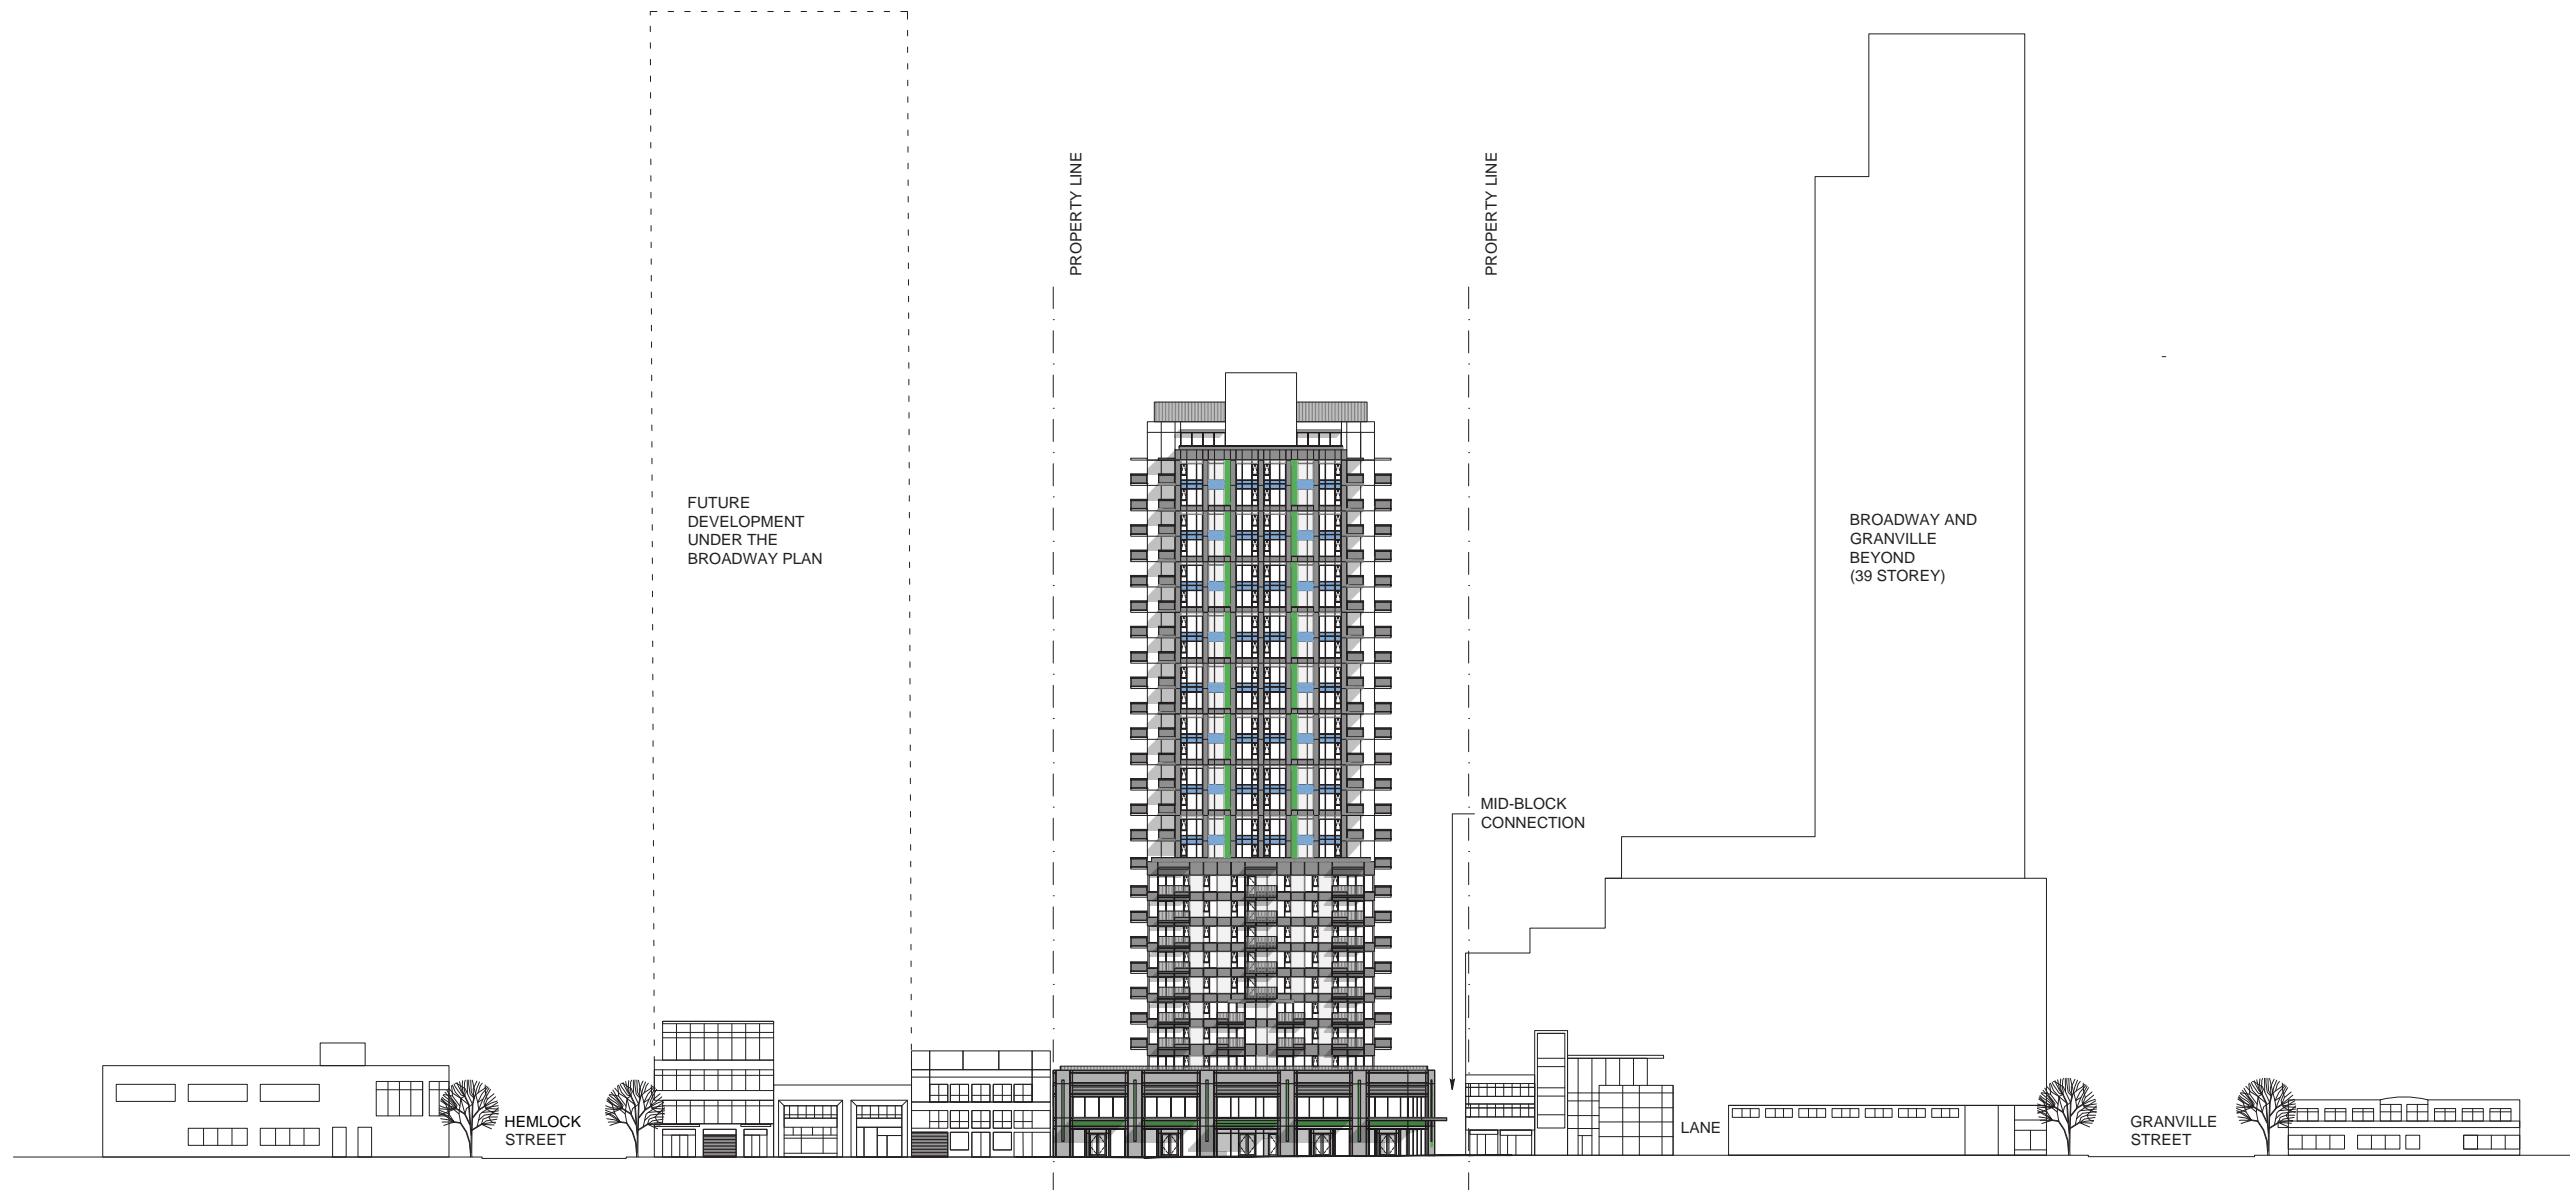 PROPERTY LINE
PROPERTY LINE
FUTURE
DEVELOPMENT
UNDER THE
BROADWAY PLAN
BROADWAY AND
GRANVILLE
BEYOND
(39 STOREY)
MID-BLOCK
CONNECTION
HEMLOCK
STREET
LANE
GRANVILLE
STREET